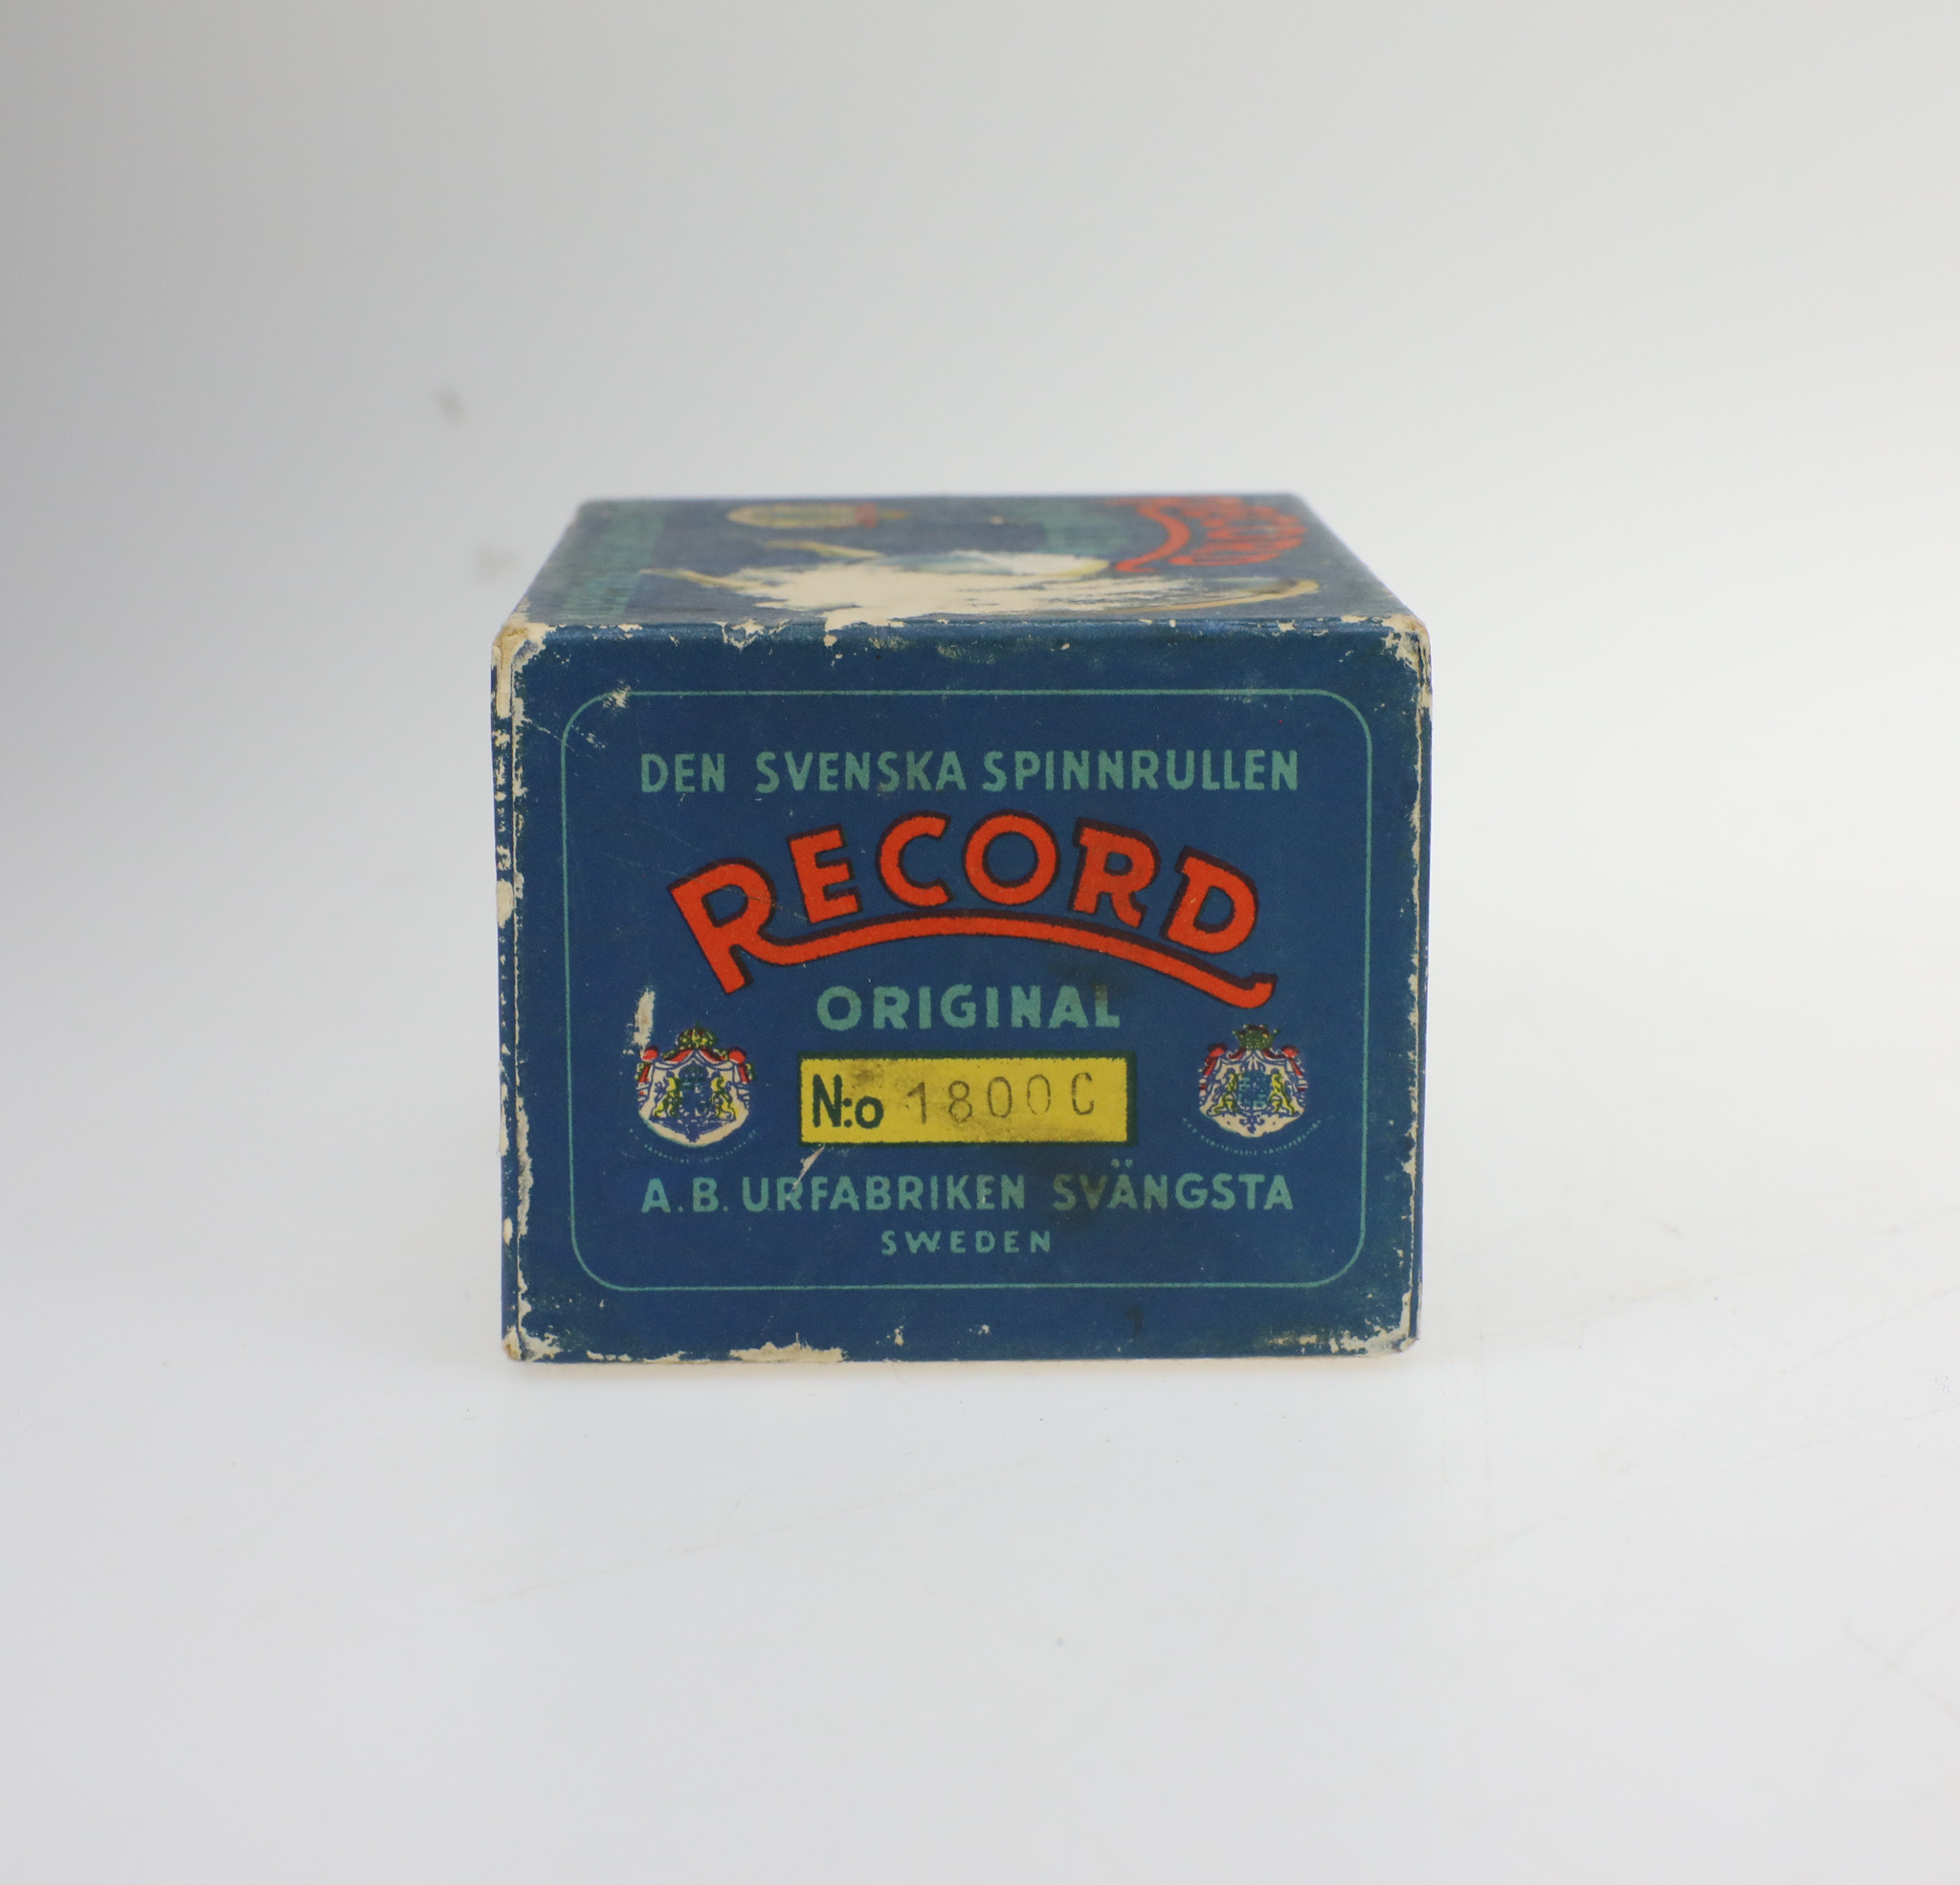 DEN SVENSKA SPINNRULLEN
RECORD
ORIGINAL
N:o 1800C
A.B. URFABRIKEN SVÄNGSTA
SWEDEN